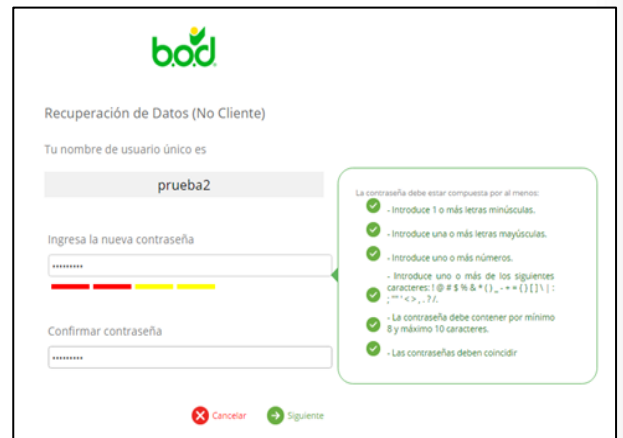 b.o.d.
Recuperación de Datos (No Cliente)
Tu nombre de usuario único es
prueba2
Ingresa la nueva contraseña
•••••••••
Confirmar contraseña
•••••••••
La contraseña debe estar compuesta por al menos:
- Introduce 1 o más letras minúsculas.
- Introduce una o más letras mayúsculas.
- Introduce uno o más números.
- Introduce uno o más de los siguientes
caracteres: ! @ # $ % & * ( ) _ - + = { } [ ] \ | :
; "" ' < > , . ? /.
- La contraseña debe contener por mínimo
8 y máximo 10 caracteres.
- Las contraseñas deben coincidir
Cancelar
Siguiente